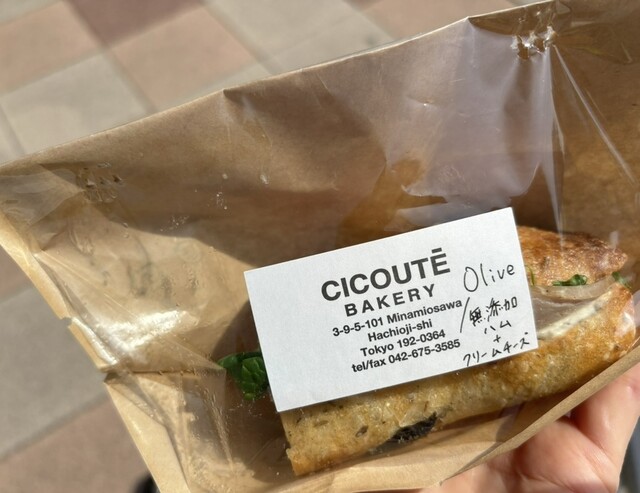 CICOUTĒ
BAKERY
3-9-5-101 Minamiosawa
Hachioji-shi
Tokyo 192-0364
tel/fax 042-675-3585
Olive
/無添加
ハム
+
クリームチーズ